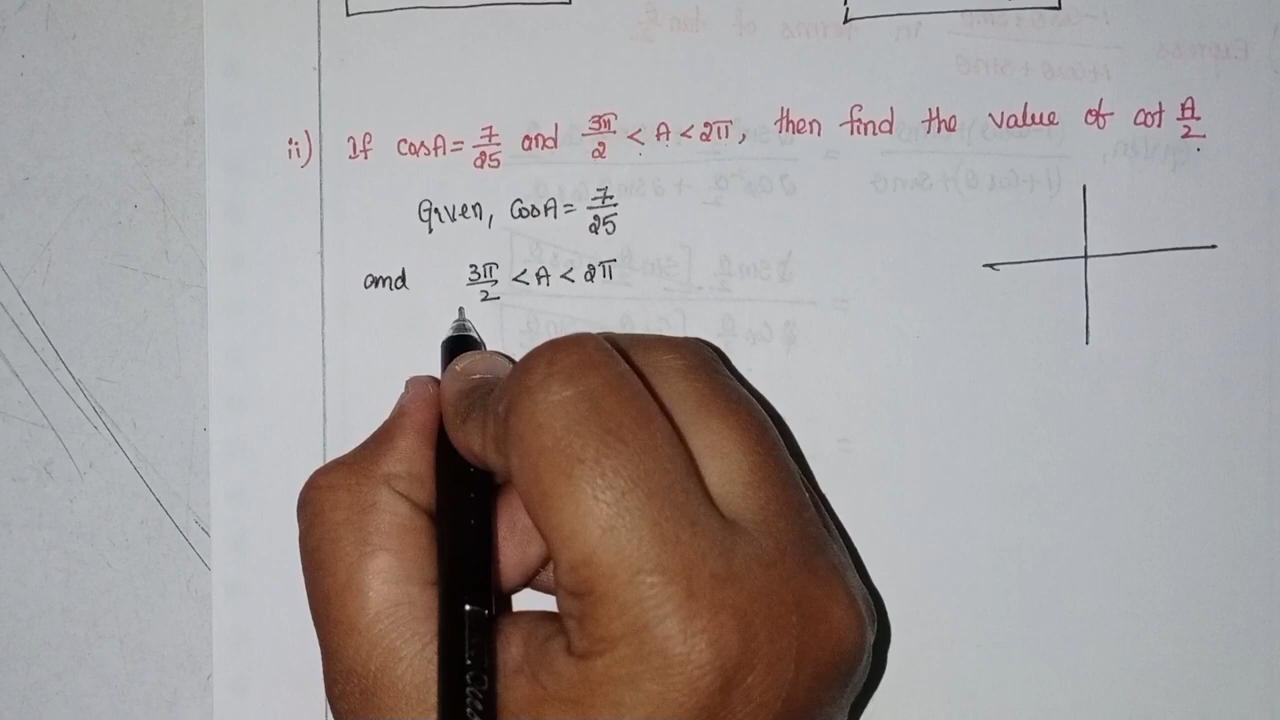 ii) If cosA = 7/25 and 3π/2 < A < 2π, then find the value of cot A/2.
Given, cosA = 7/25
and 3π/2 < A < 2π